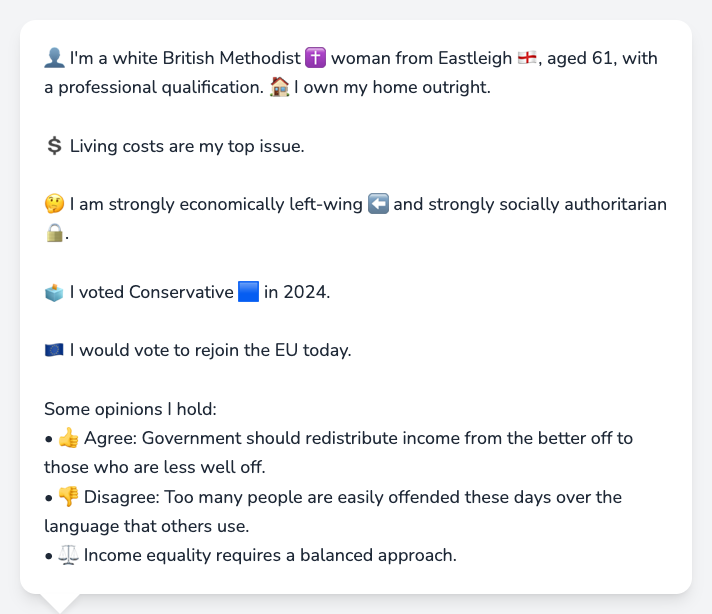 👤 I'm a white British Methodist ✝️ woman from Eastleigh 🏴󠁧󠁢󠁥󠁮󠁧󠁿, aged 61, with
a professional qualification. 🏠 I own my home outright.
💲 Living costs are my top issue.
🤔 I am strongly economically left-wing ⬅️ and strongly socially authoritarian
🔒.
🗳️ I voted Conservative 🟦 in 2024.
🇪🇺 I would vote to rejoin the EU today.
Some opinions I hold:
• 👍 Agree: Government should redistribute income from the better off to
those who are less well off.
• 👎 Disagree: Too many people are easily offended these days over the
language that others use.
• ⚖️ Income equality requires a balanced approach.